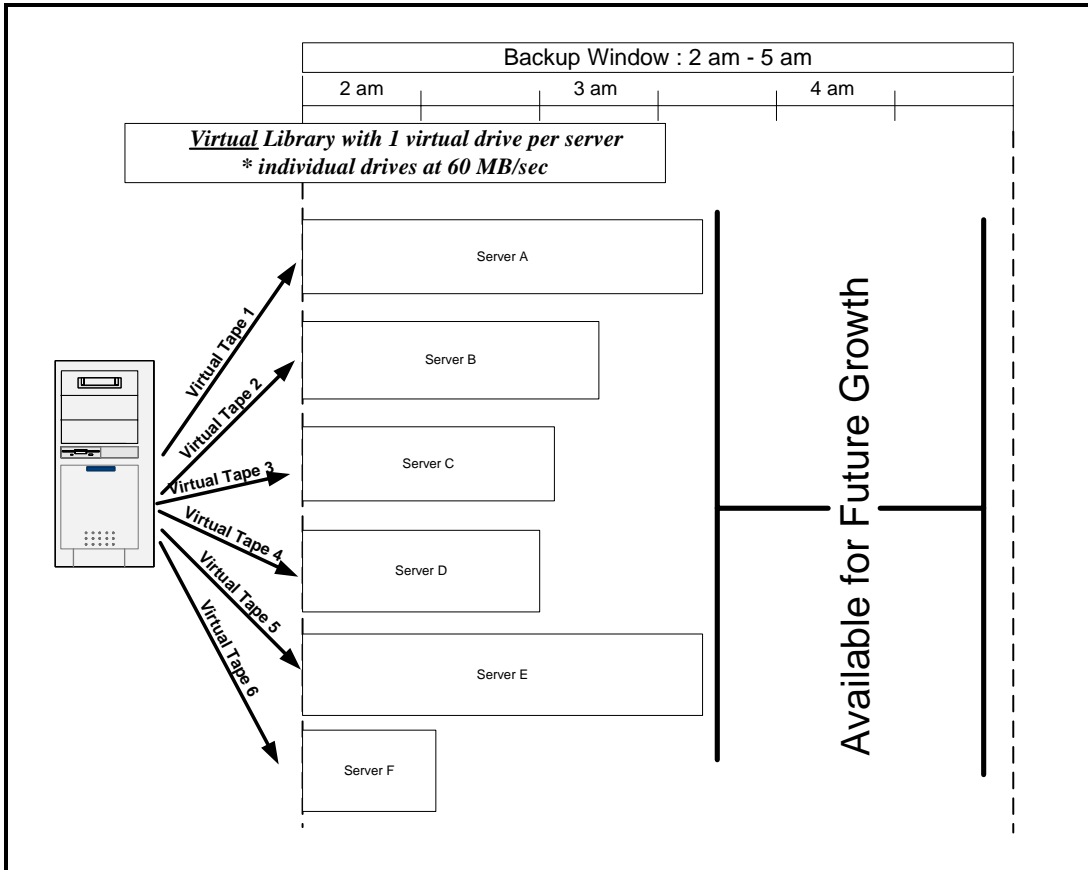 Backup Window : 2 am - 5 am
2 am
3 am
4 am
Virtual Library with 1 virtual drive per server
* individual drives at 60 MB/sec
Server A
Server B
Server C
Server D
Server E
Server F
Virtual Tape 1
Virtual Tape 2
Virtual Tape 3
Virtual Tape 4
Virtual Tape 5
Virtual Tape 6
Available for Future Growth